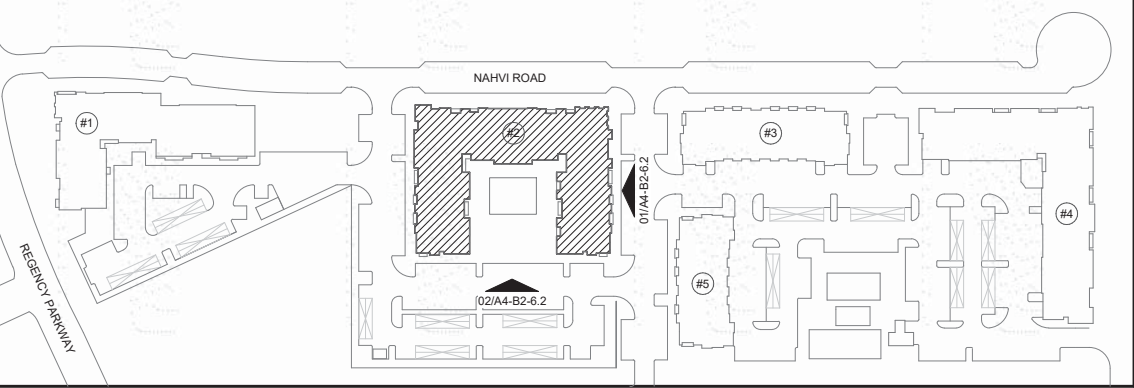 NAHVI ROAD
#1
#2
#3
01/A4-B2-6.2
#4
REGENCY PARKWAY
#5
02/A4-B2-6.2